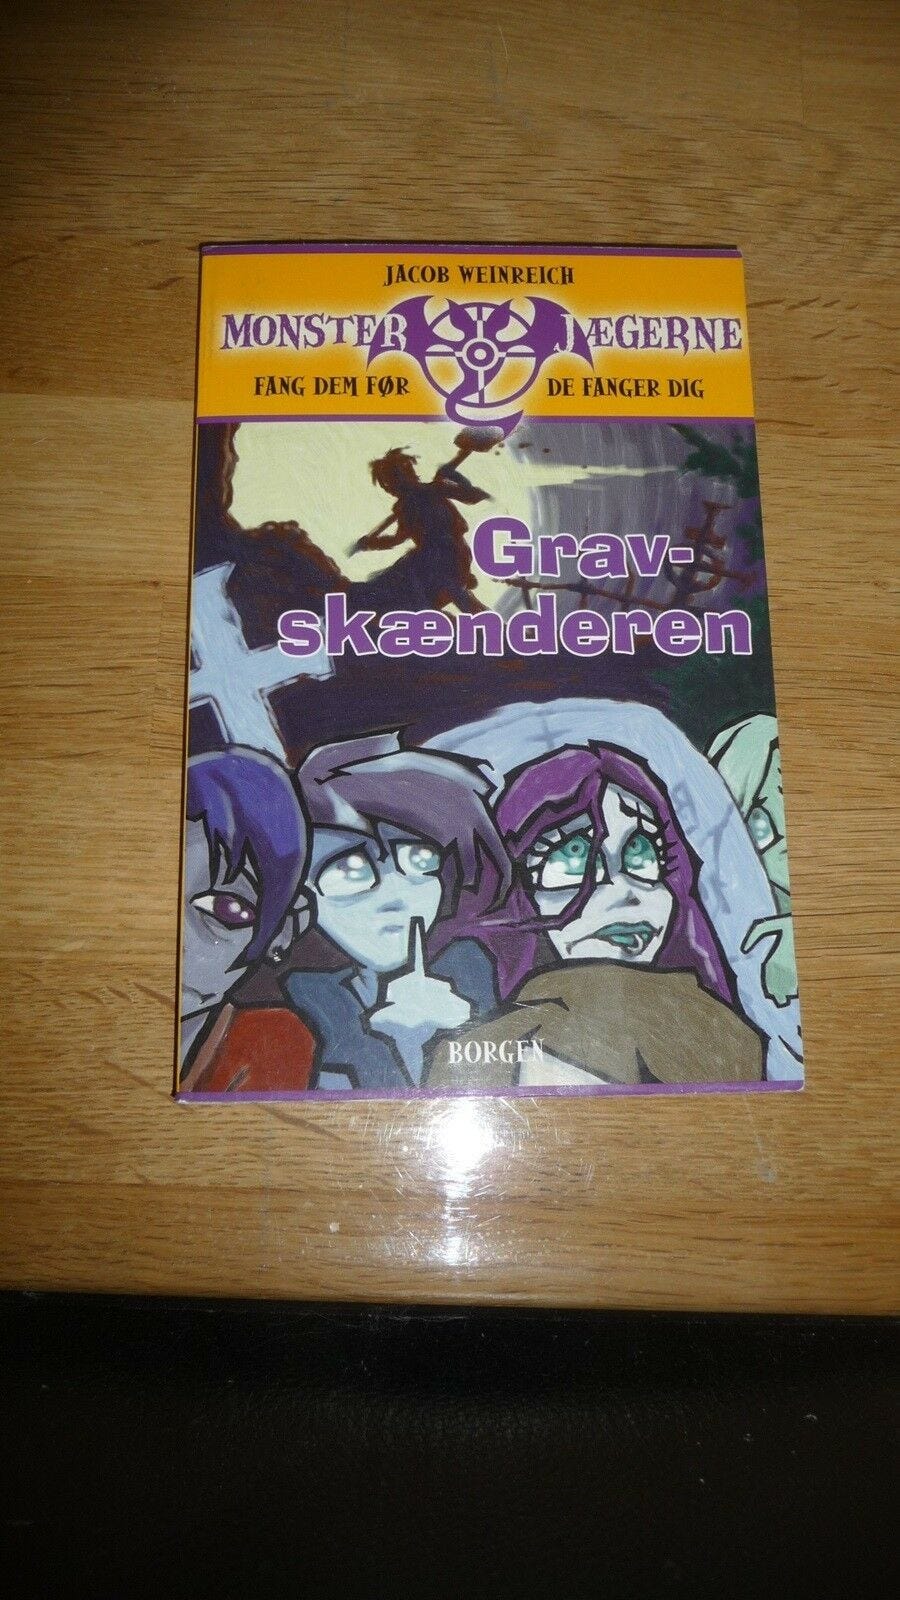 JACOB WEINREICH
MONSTER JÆGERNE
FANG DEM FØR DE FANGER DIG
Grav-
skænderen
BORGEN